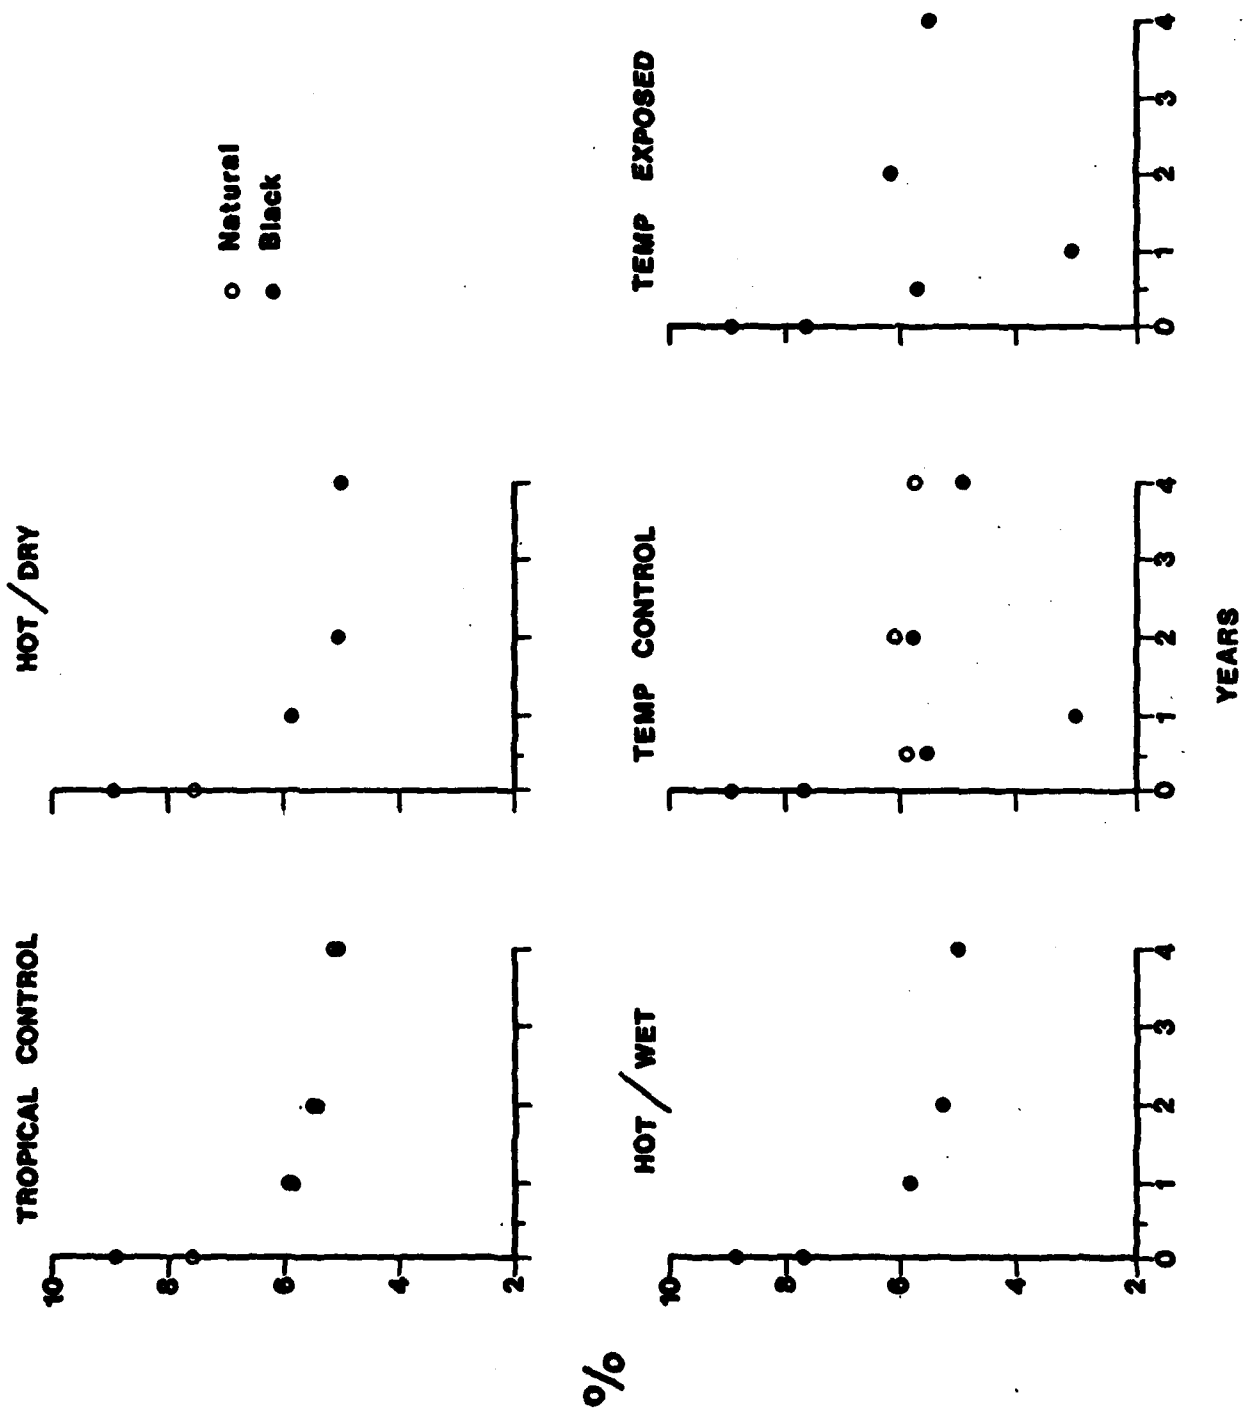 TROPICAL CONTROL
HOT/DRY
10
8
6
4
2
Natural
Black
%
HOT/WET
TEMP CONTROL
TEMP EXPOSED
10
8
6
4
2
0 1 2 3 4
0 1 2 3 4
0 1 2 3 4
YEARS